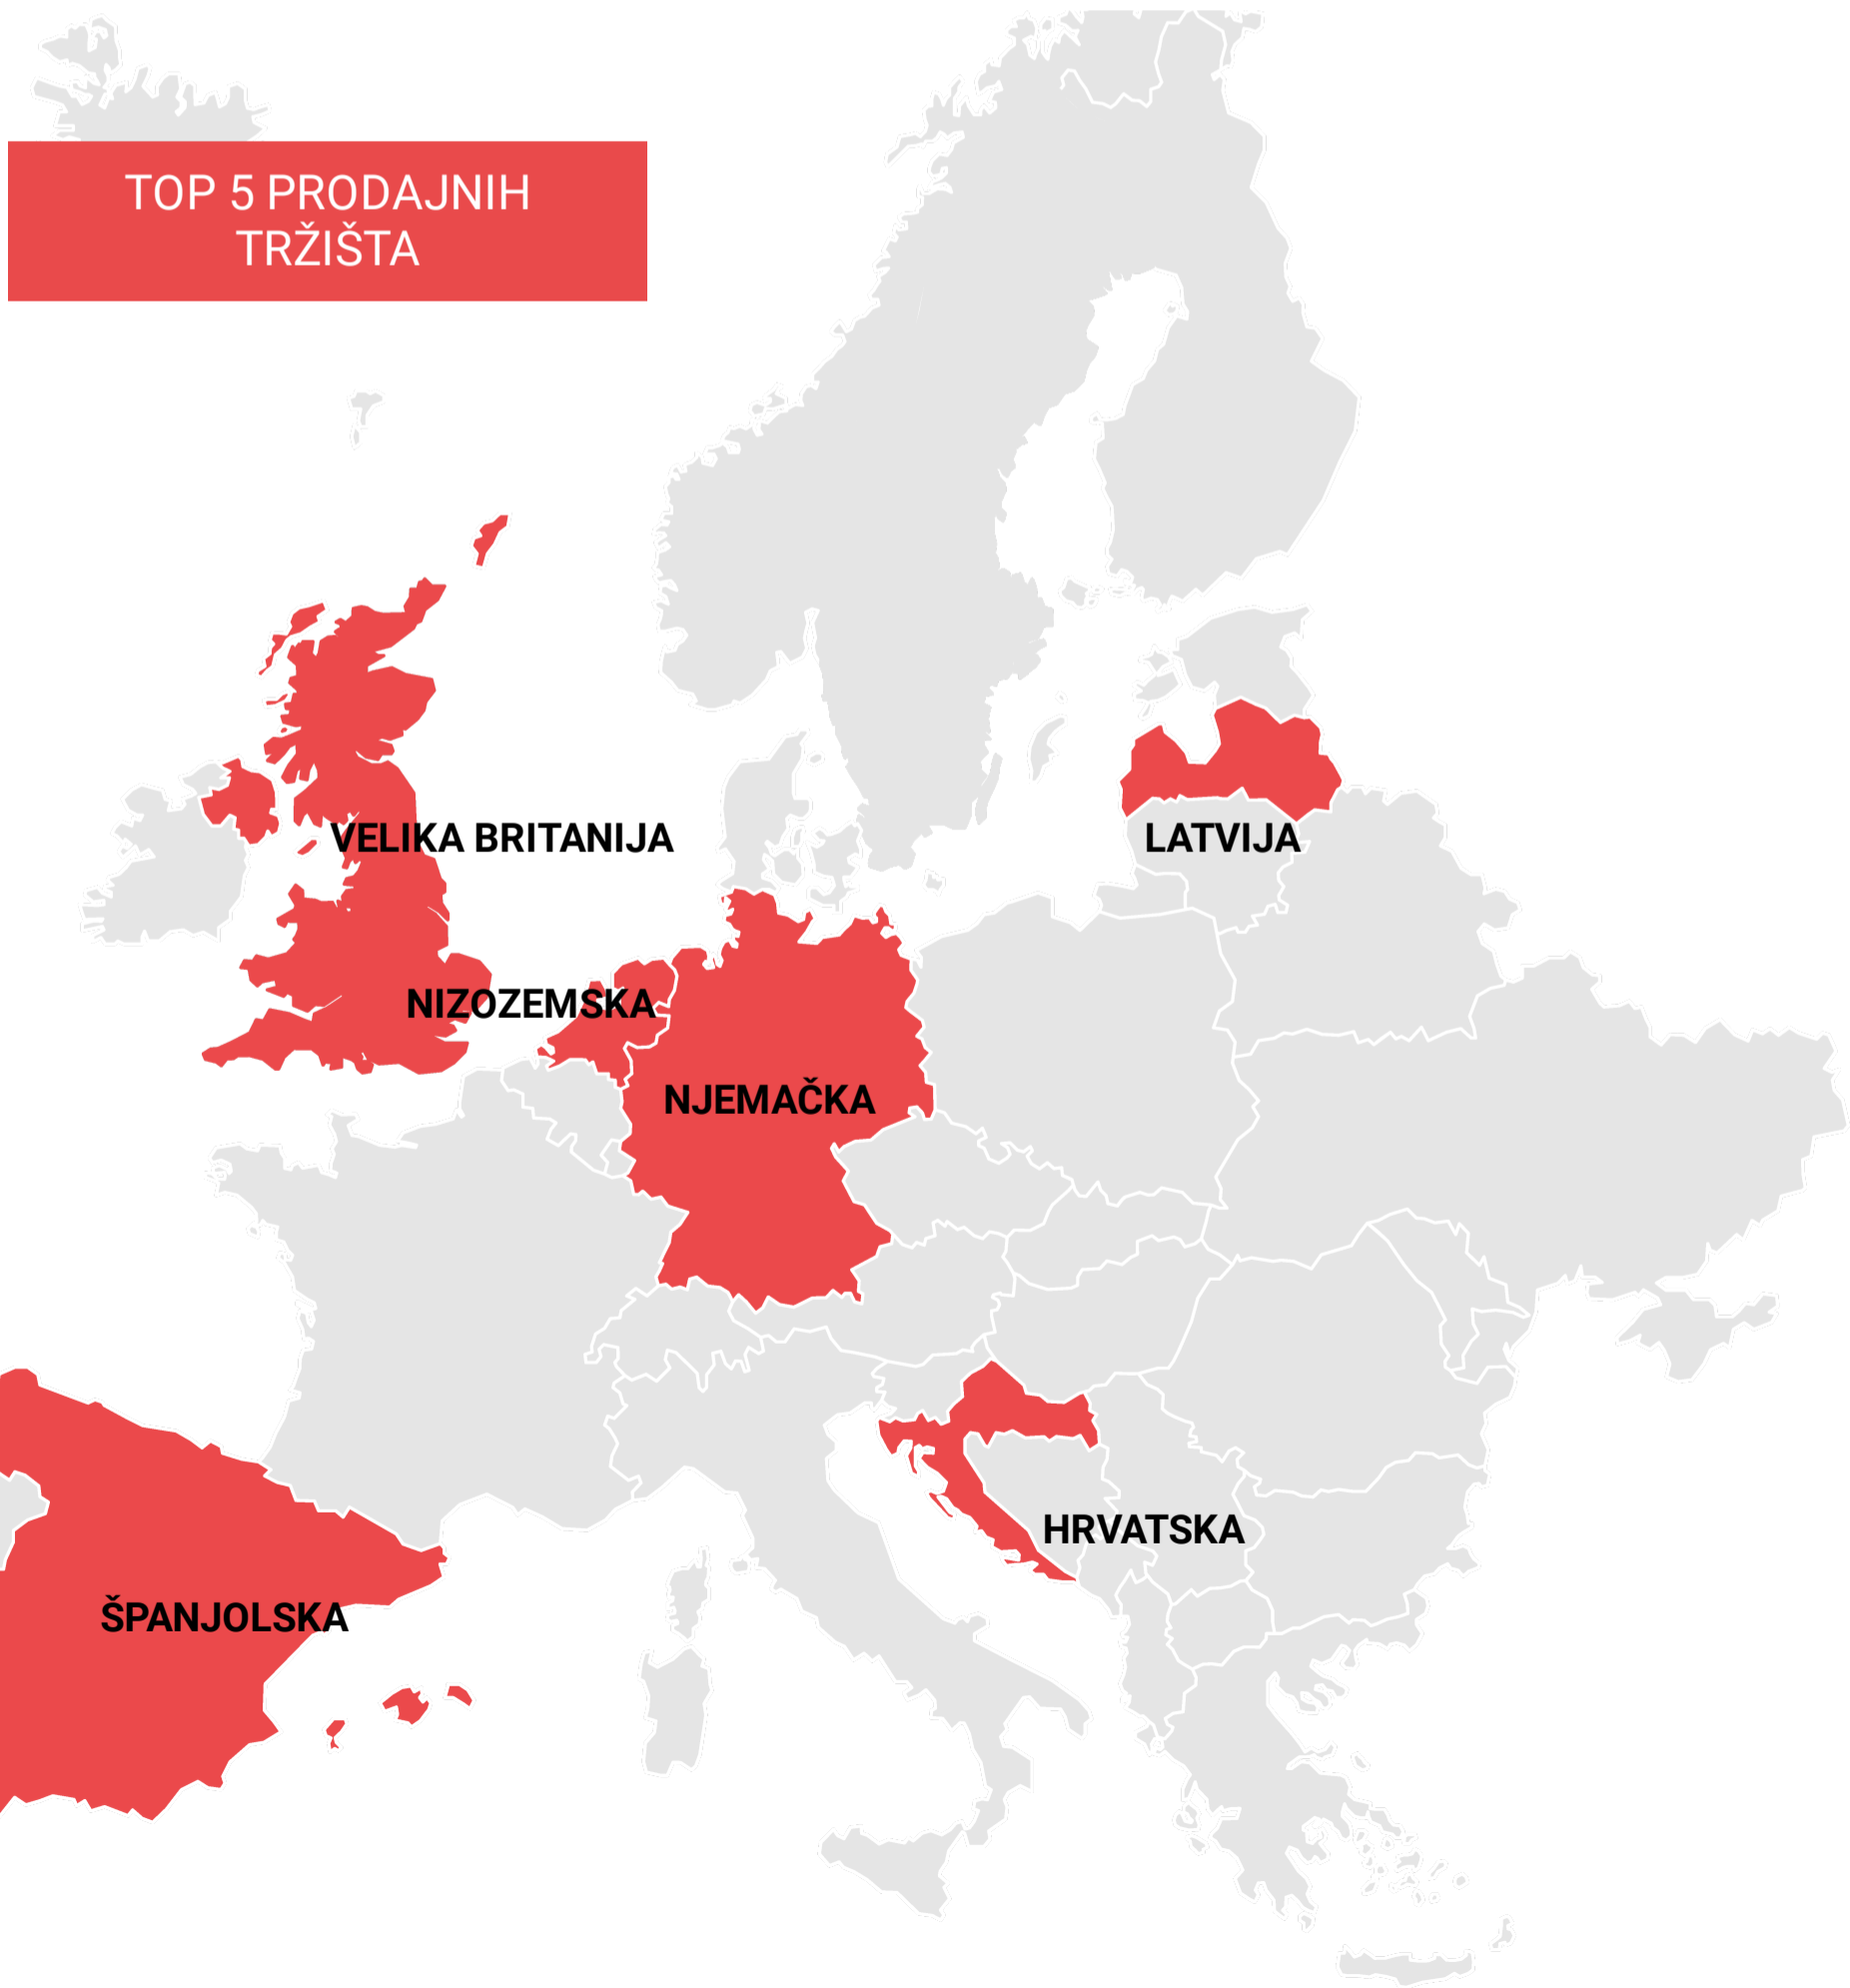 TOP 5 PRODAJNIH
TRŽIŠTA
VELIKA BRITANIJA
LATVIJA
NIZOZEMSKA
NJEMAČKA
HRVATSKA
ŠPANJOLSKA